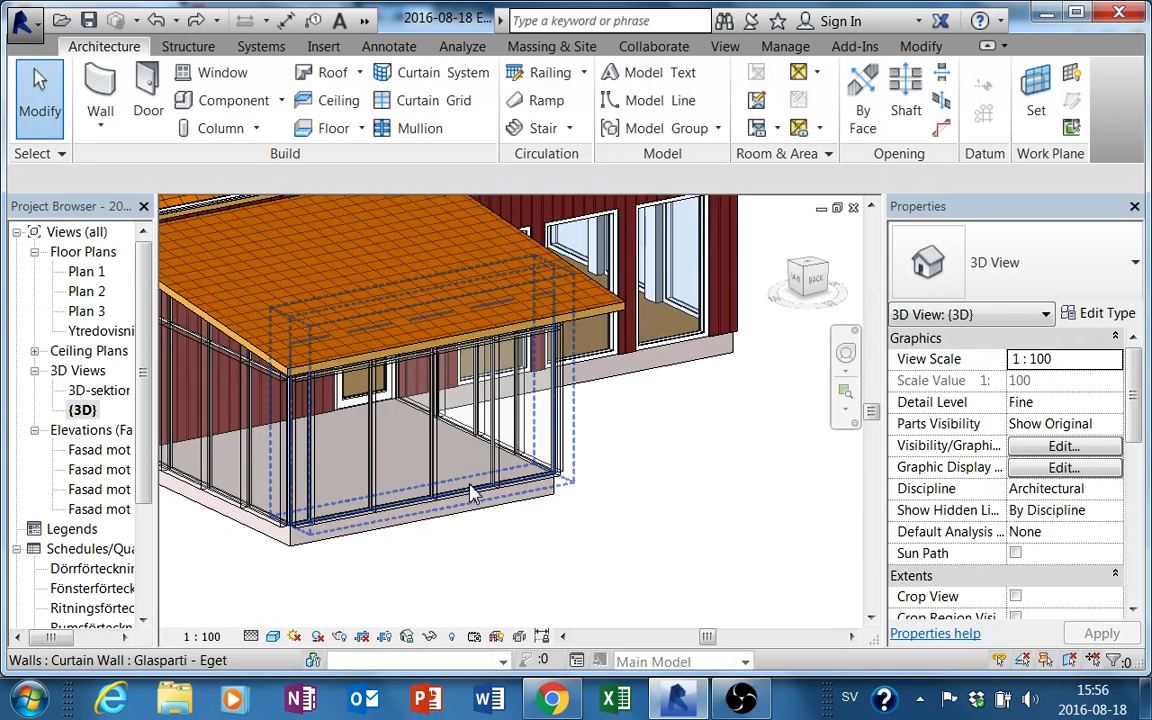 2016-08-18 E...
Type a keyword or phrase
Sign In
Architecture
Structure
Systems
Insert
Annotate
Analyze
Massing & Site
Collaborate
View
Manage
Add-Ins
Modify
Modify
Wall
Door
Window
Component
Column
Roof
Ceiling
Floor
Curtain System
Curtain Grid
Mullion
Railing
Ramp
Stair
Model Text
Model Line
Model Group
By
Face
Shaft
Set
Select
Build
Circulation
Model
Room & Area
Opening
Datum
Work Plane
Project Browser - 20...
Views (all)
Floor Plans
Plan 1
Plan 2
Plan 3
Ytredovisni
Ceiling Plans
3D Views
3D-sektior
{3D}
Elevations (Fa
Fasad mot
Fasad mot
Fasad mot
Fasad mot
Legends
Schedules/Qua
Dörrförtecknin
Fönsterförteck
Ritningsförtec
BACK
Properties
3D View
3D View: {3D}
Edit Type
Graphics
View Scale
1 : 100
Scale Value 1:
100
Detail Level
Fine
Parts Visibility
Show Original
Visibility/Graphi...
Edit...
Graphic Display ...
Edit...
Discipline
Architectural
Show Hidden Li...
By Discipline
Default Analysis ...
None
Sun Path
Extents
Crop View
Properties help
Apply
1 : 100
Walls : Curtain Wall : Glasparti - Eget
:0
Main Model
:0
SV
15:56
2016-08-18